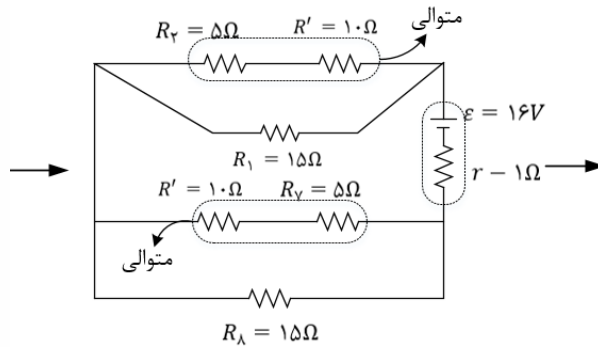 R۲ = ۵Ω R' = ۱۰Ω متوالی
ε = ۱۶V
R۱ = ۱۵Ω
r − ۱Ω
R' = ۱۰Ω R۷ = ۵Ω
متوالی
R۸ = ۱۵Ω